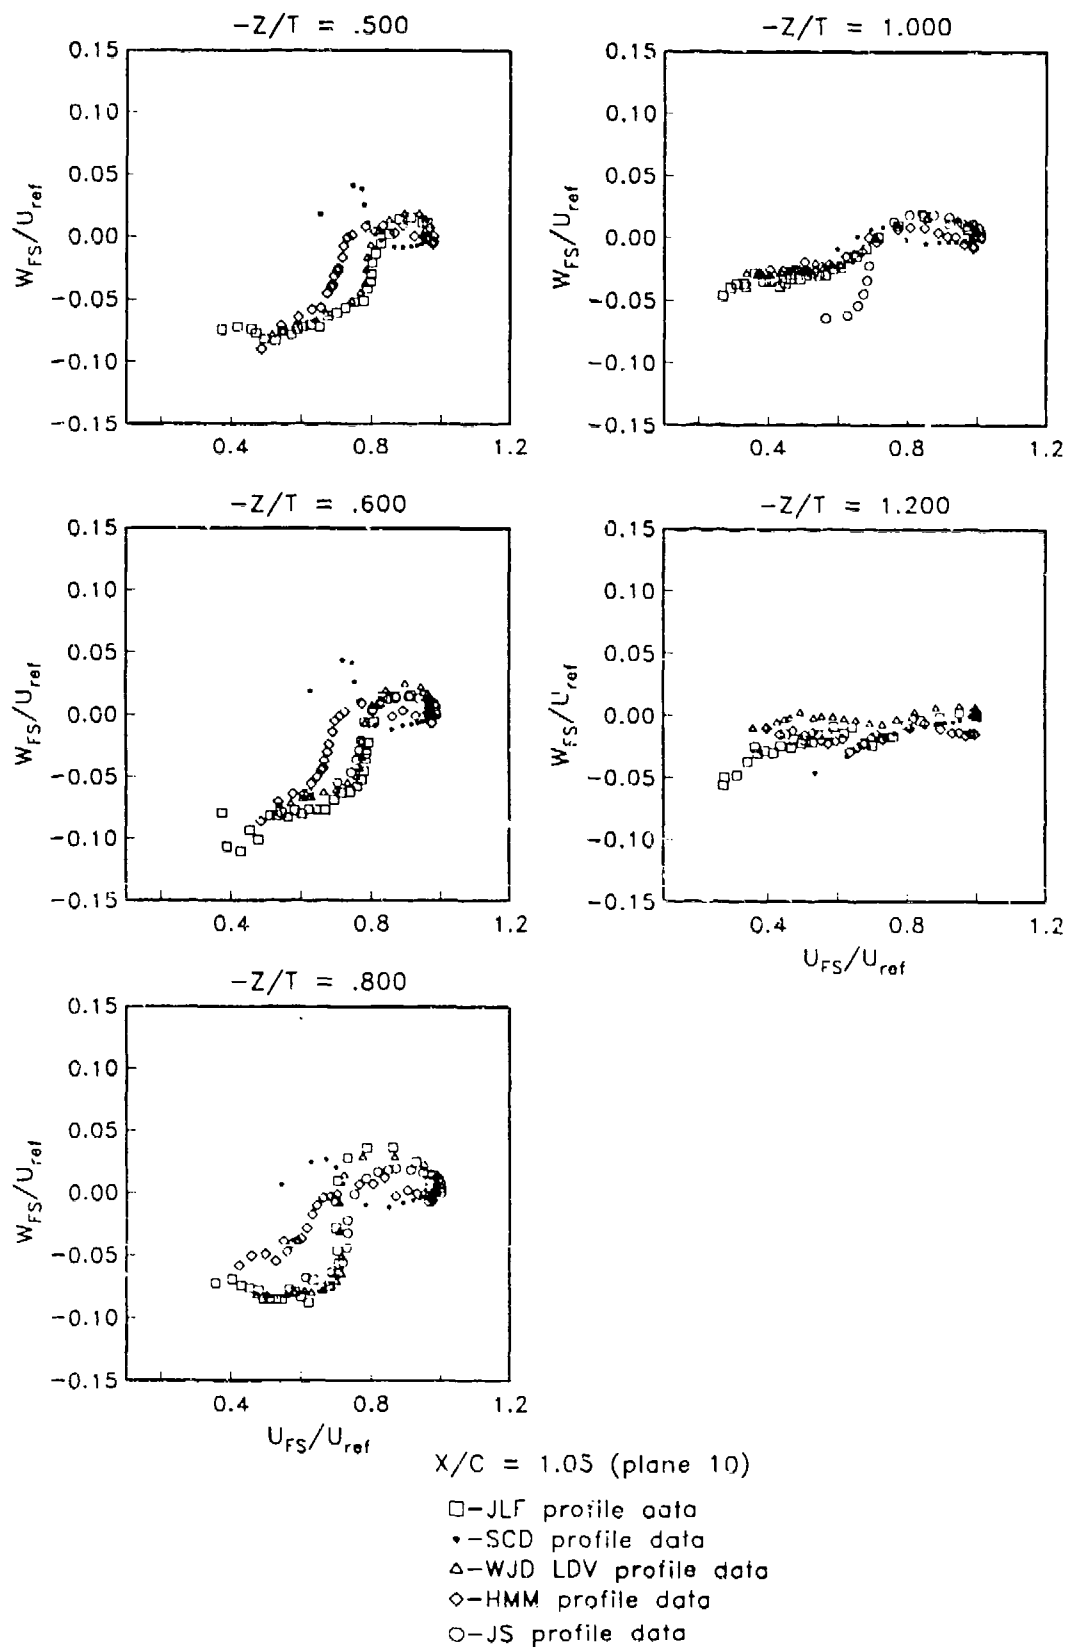 -Z/T = .500
0.15
0.10
0.05
0.00
-0.05
-0.10
-0.15
W_FS/U_ref
0.4
0.8
1.2
-Z/T = 1.000
0.15
0.10
0.05
0.00
-0.05
-0.10
-0.15
W_FS/U_ref
0.4
0.8
1.2
-Z/T = .600
0.15
0.10
0.05
0.00
-0.05
-0.10
-0.15
W_FS/U_ref
0.4
0.8
1.2
-Z/T = 1.200
0.15
0.10
0.05
0.00
-0.05
-0.10
-0.15
W_FS/U_ref
0.4
0.8
1.2
U_FS/U_ref
-Z/T = .800
0.15
0.10
0.05
0.00
-0.05
-0.10
-0.15
W_FS/U_ref
0.4
0.8
1.2
U_FS/U_ref
X/C = 1.05 (plane 10)
□-JLF profile data
•-SCD profile data
△-WJD LDV profile data
◇-HMM profile data
○-JS profile data